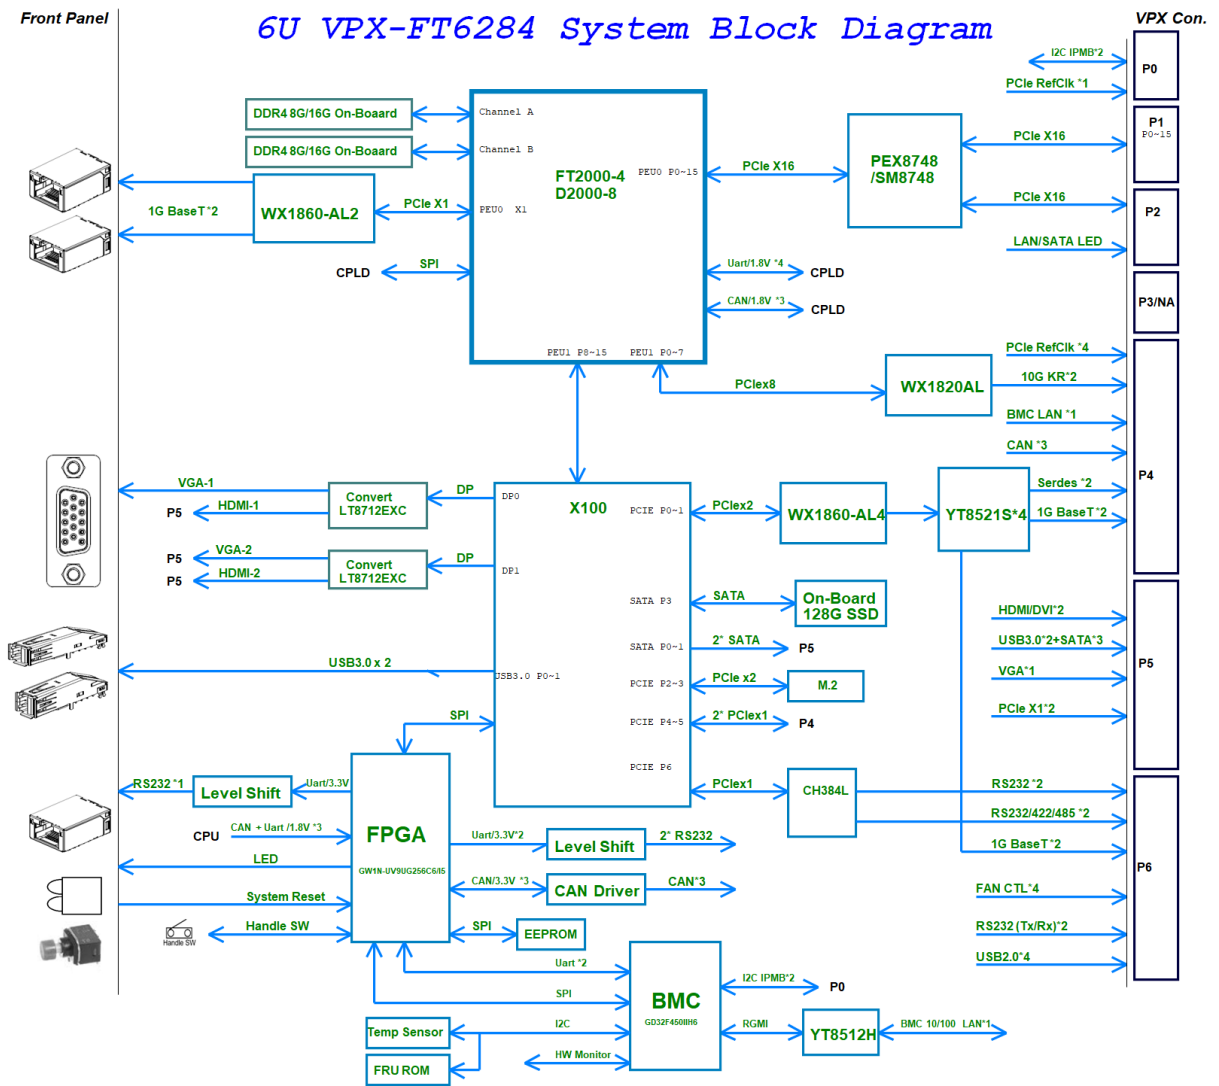 Front Panel
6U VPX-FT6284 System Block Diagram
VPX Con.
I2C IPMB*2
P0
PCIe RefClk *1
DDR4 8G/16G On-Boaard
Channel A
DDR4 8G/16G On-Boaard
Channel B
FT2000-4
D2000-8
PEU0 P0~15
PCIe X16
PEX8748
/SM8748
PCIe X16
P1
P0~15
PCIe X16
P2
LAN/SATA LED
1G BaseT*2
WX1860-AL2
PCIe X1
PEU0 X1
CPLD
SPI
Uart/1.8V *4
CPLD
CAN/1.8V *3
CPLD
P3/NA
PEU1 P8~15
PEU1 P0~7
PCIex8
WX1820AL
PCIe RefClk *4
10G KR*2
BMC LAN *1
CAN *3
P4
VGA-1
P5
HDMI-1
Convert
LT8712EXC
DP
DP0
X100
PCIE P0~1
PCIex2
WX1860-AL4
YT8521S*4
Serdes *2
1G BaseT*2
P5
VGA-2
P5
HDMI-2
Convert
LT8712EXC
DP
DP1
SATA P3
SATA
On-Board
128G SSD
SATA P0~1
2* SATA
P5
HDMI/DVI*2
USB3.0*2+SATA*3
VGA*1
PCIe X1*2
P5
USB3.0 x 2
USB3.0 P0~1
PCIE P2~3
PCIe x2
M.2
PCIE P4~5
2* PCIex1
P4
PCIE P6
PCIex1
CH384L
SPI
RS232 *1
Level Shift
Uart/3.3V
CPU
CAN + Uart /1.8V *3
FPGA
GW1N-UV9UG256C6/I5
LED
System Reset
Handle SW
Handle SW
Uart/3.3V*2
Level Shift
2* RS232
CAN/3.3V *3
CAN Driver
CAN*3
SPI
EEPROM
RS232 *2
RS232/422/485 *2
1G BaseT*2
P6
FAN CTL*4
RS232 (Tx/Rx)*2
USB2.0*4
Uart *2
SPI
BMC
GD32F450IIH6
I2C IPMB*2
P0
Temp Sensor
I2C
RGMI
YT8512H
BMC 10/100 LAN*1
HW Monitor
FRU ROM